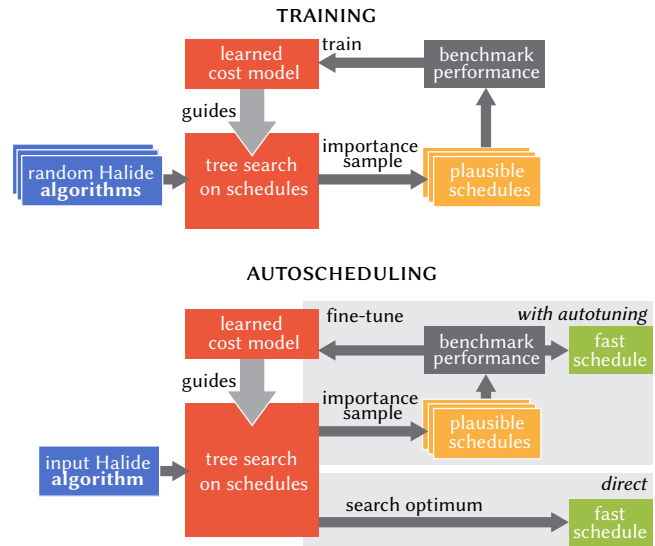 TRAINING
learned
cost model
train
benchmark
performance
guides
random Halide
algorithms
tree search
on schedules
importance
sample
plausible
schedules
AUTOSCHEDULING
learned
cost model
fine-tune
with autotuning
benchmark
performance
fast
schedule
guides
importance
sample
plausible
schedules
input Halide
algorithm
tree search
on schedules
direct
search optimum
fast
schedule